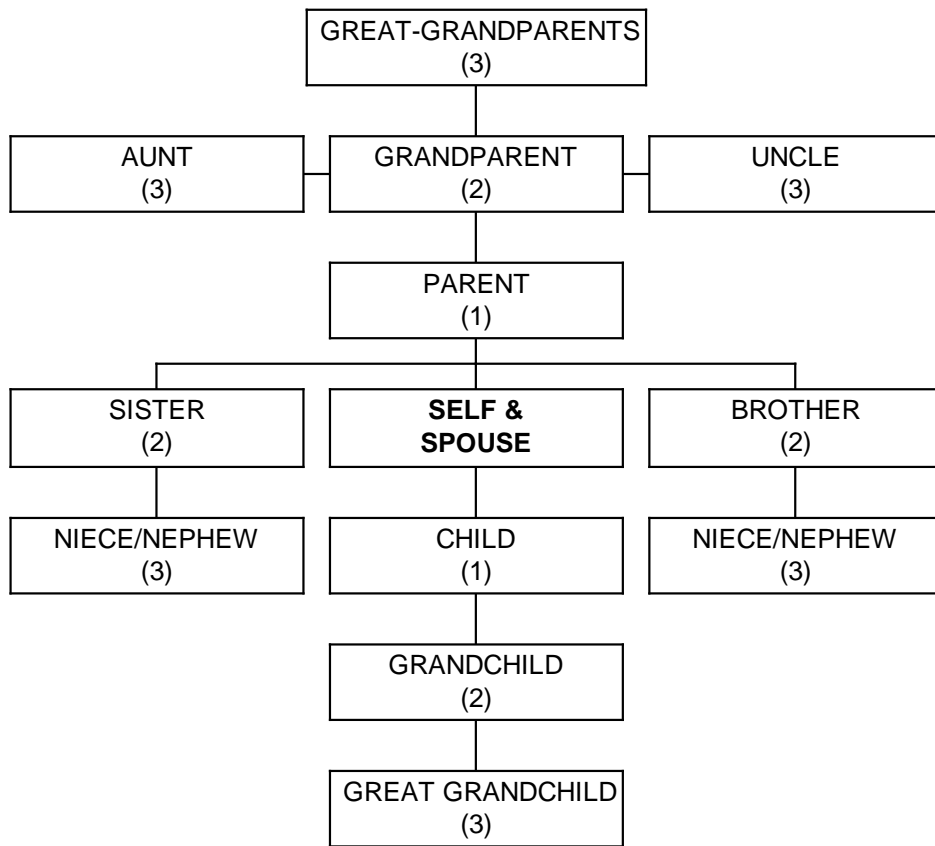 GREAT-GRANDPARENTS
(3)
AUNT
(3)
GRANDPARENT
(2)
UNCLE
(3)
PARENT
(1)
SISTER
(2)
SELF &
SPOUSE
BROTHER
(2)
NIECE/NEPHEW
(3)
CHILD
(1)
NIECE/NEPHEW
(3)
GRANDCHILD
(2)
GREAT GRANDCHILD
(3)